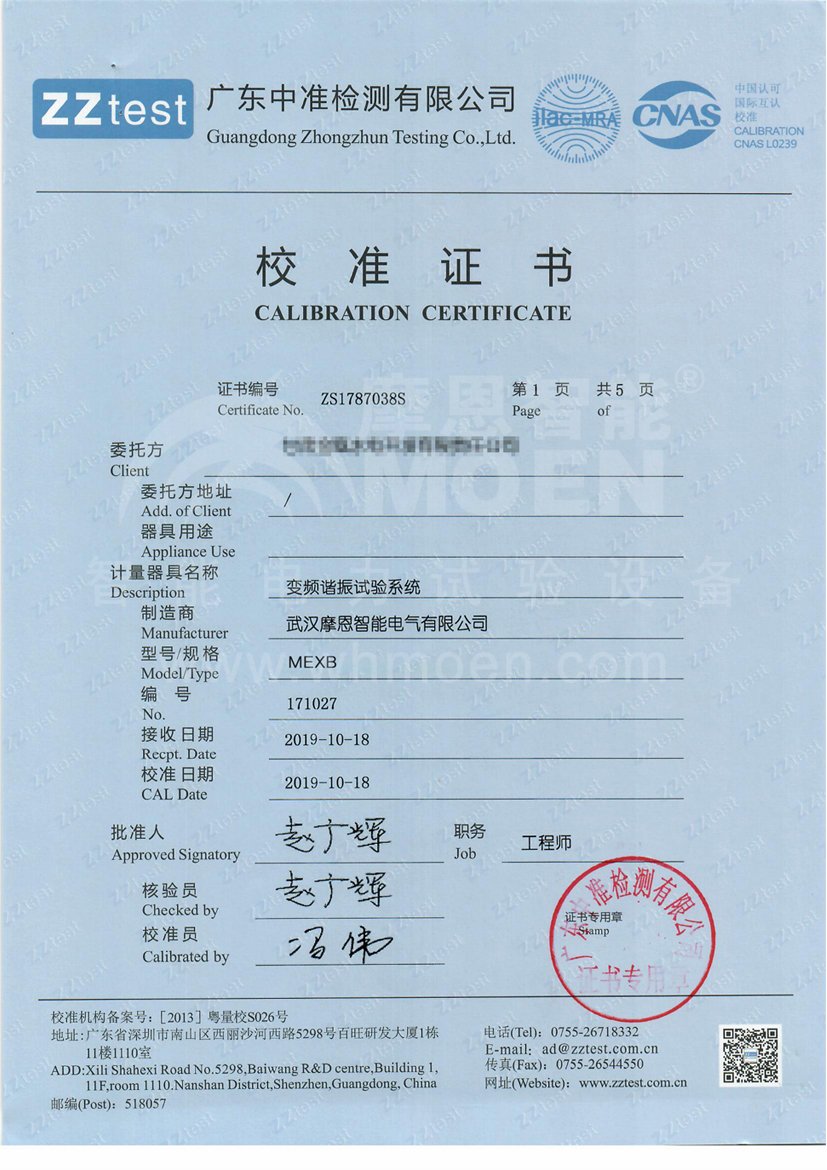 ZZtest
广东中准检测有限公司
Guangdong Zhongzhun Testing Co.,Ltd.
ilac-MRA
CNAS
中国认可
国际互认
校准
CALIBRATION
CNAS L0239
校准证书
CALIBRATION CERTIFICATE
证书编号 ZS1787038S 第1页 共5页
Certificate No. Page of
委托方
Client
委托方地址 /
Add. of Client
器具用途
Appliance Use
计量器具名称 变频谐振试验系统
Description
制造商 武汉摩恩智能电气有限公司
Manufacturer
型号/规格 MEXB
Model/Type
编号 171027
No.
接收日期 2019-10-18
Recpt. Date
校准日期 2019-10-18
CAL Date
批准人 赵广辉 职务 工程师
Approved Signatory Job
核验员 赵广辉
Checked by
校准员 冯伟
Calibrated by
广东中准检测有限公司
证书专用章
Stamp
证书专用章
摩恩智能®
MOEN
智能电力试验设备
www.whmoen.com
校准机构备案号：[2013]粤量校S026号
地址:广东省深圳市南山区西丽沙河西路5298号百旺研发大厦1栋
11楼1110室
ADD:Xili Shahexi Road No.5298,Baiwang R&D centre,Building 1,
11F,room 1110.Nanshan District,Shenzhen,Guangdong, China
邮编(Post): 518057
电话(Tel): 0755-26718332
E-mail: ad@zztest.com.cn
传真(Fax): 0755-26544550
网址(Website): www.zztest.com.cn